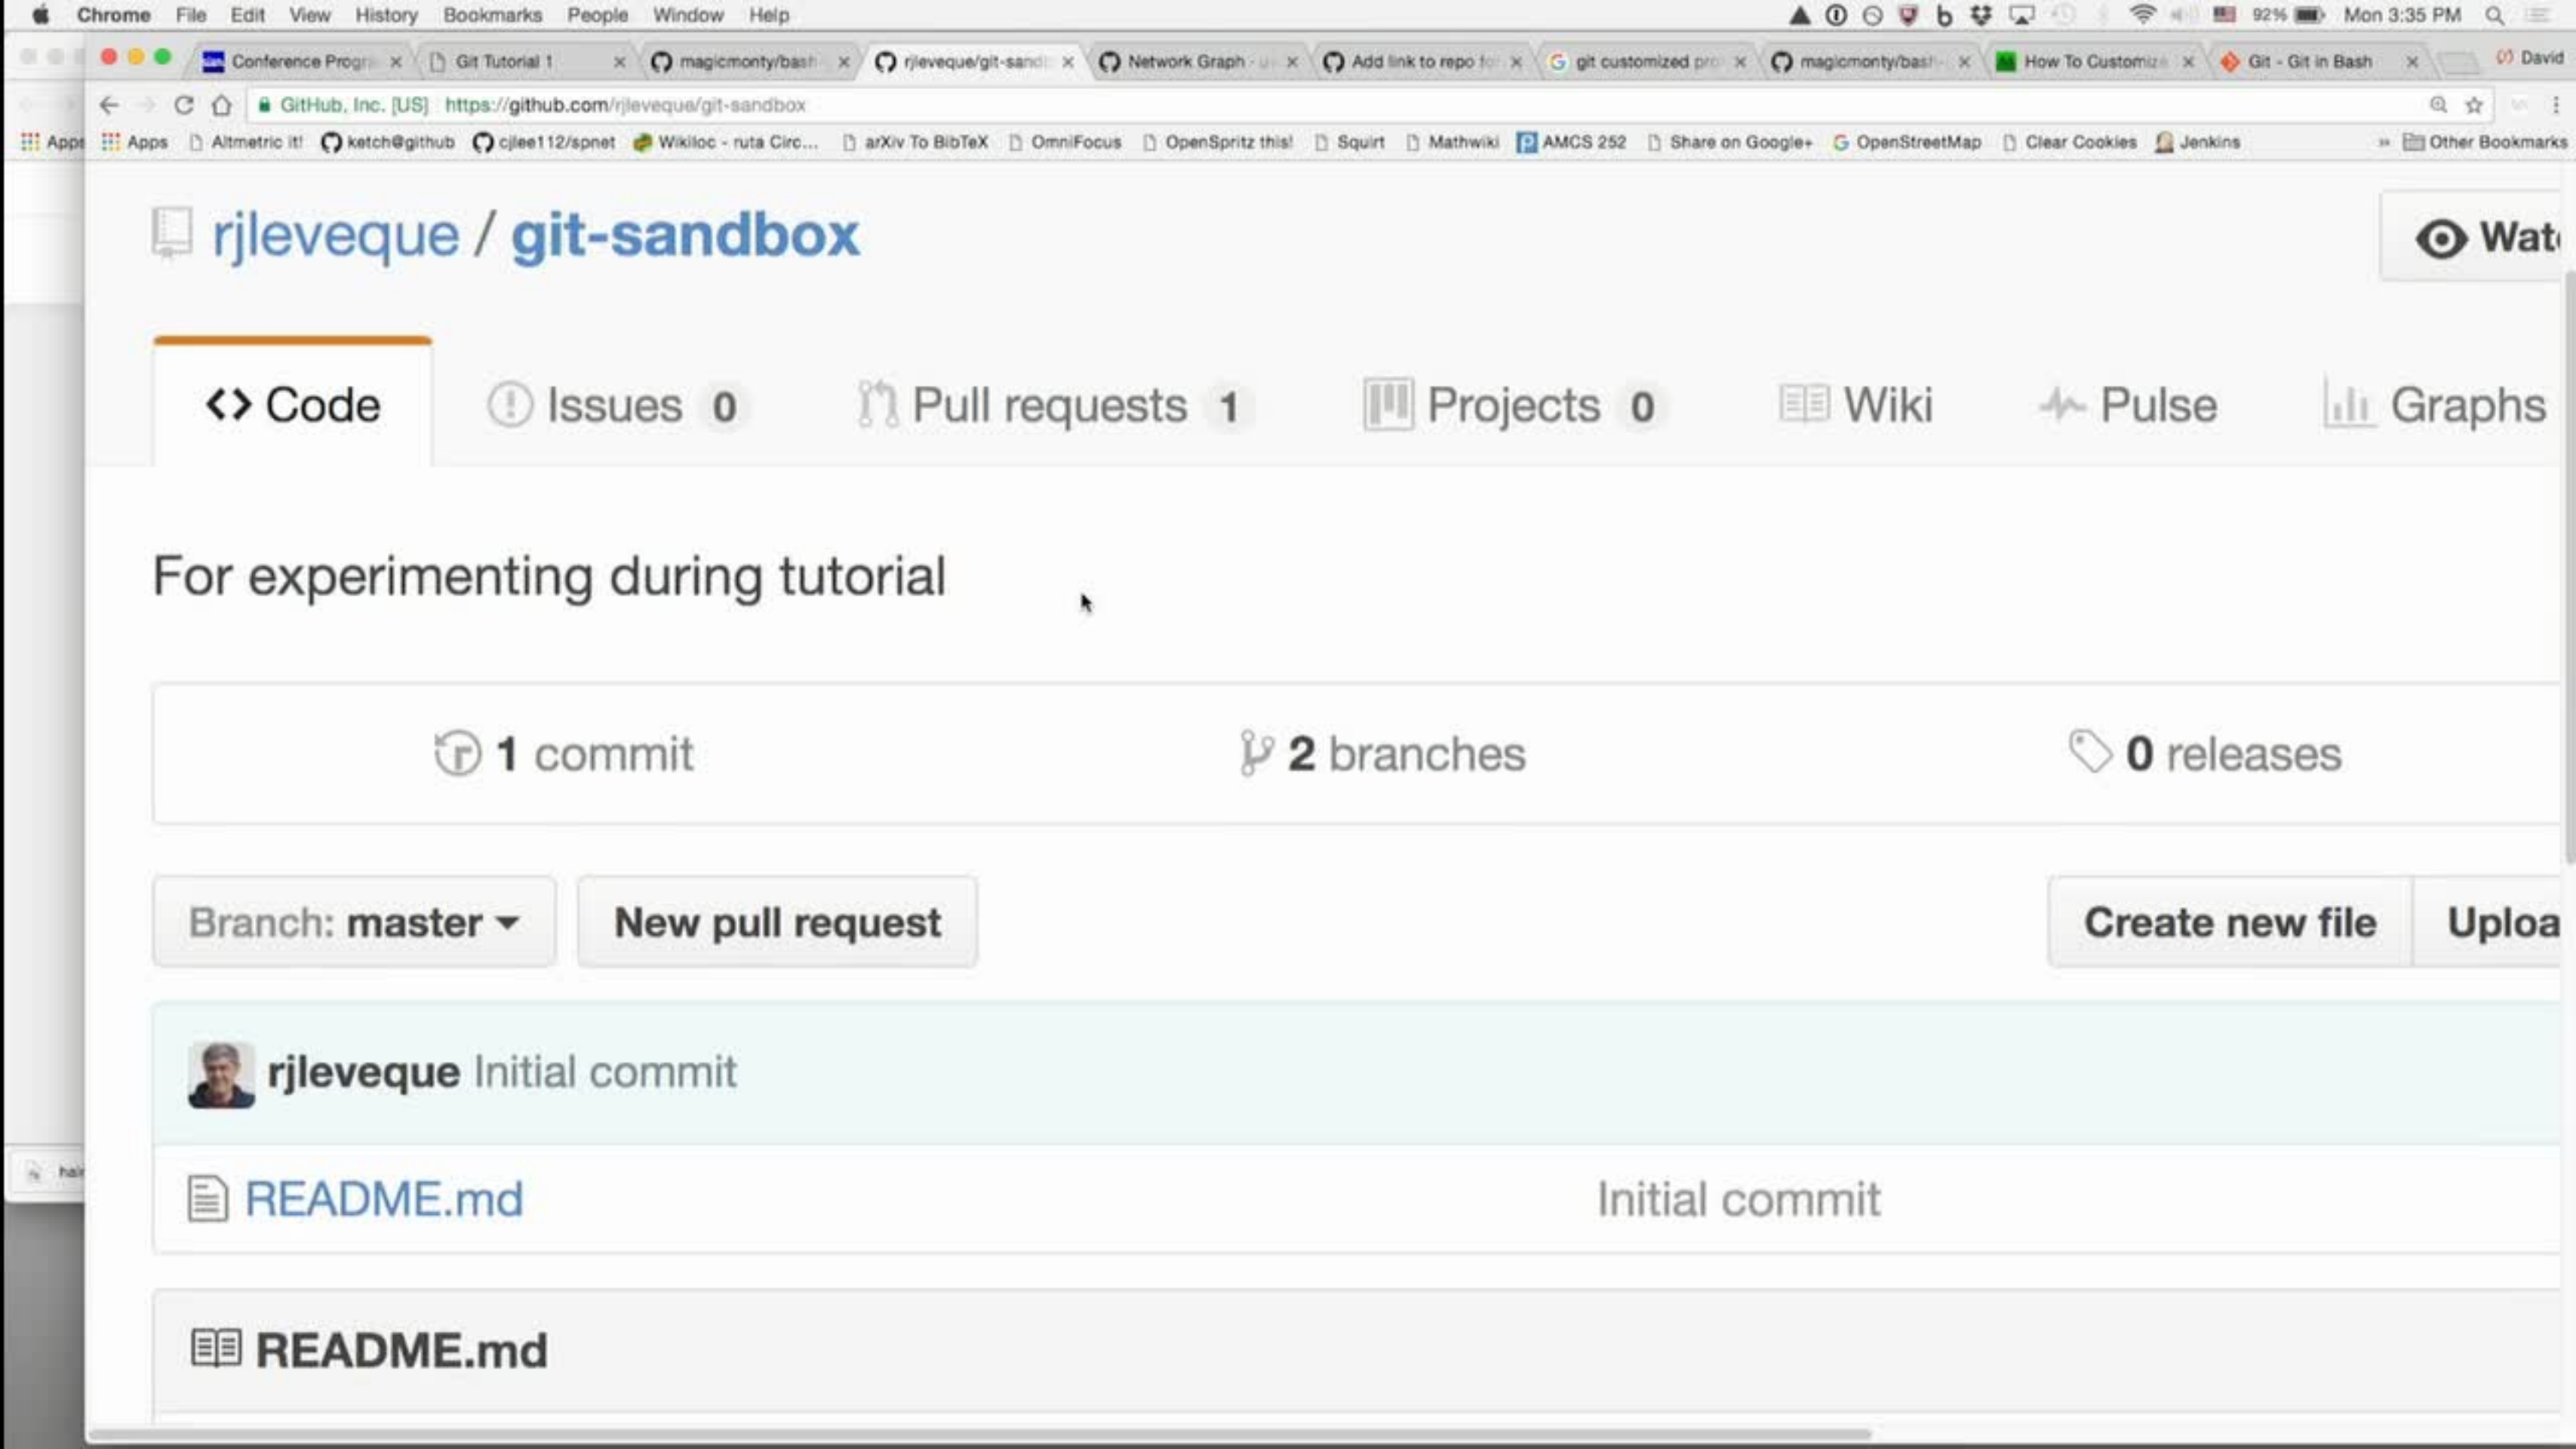 Chrome File Edit View History Bookmarks People Window Help 92% Mon 3:35 PM
Conference Progr Git Tutorial 1 magicmonty/bash rjleveque/git-sand Network Graph Add link to repo for git customized pro magicmonty/bash How To Customiz Git - Git in Bash David
GitHub, Inc. [US] https://github.com/rjleveque/git-sandbox
Apps Apps Altmetric it! ketch@github cjlee112/spnet Wikiloc - ruta Circ... arXiv To BibTeX OmniFocus OpenSpritz this! Squirt Mathwiki AMCS 252 Share on Google+ OpenStreetMap Clear Cookies Jenkins » Other Bookmarks
rjleveque / git-sandbox Wat
<> Code Issues 0 Pull requests 1 Projects 0 Wiki Pulse Graphs
For experimenting during tutorial
1 commit 2 branches 0 releases
Branch: master New pull request Create new file Uploa
rjleveque Initial commit
hair
README.md Initial commit
README.md